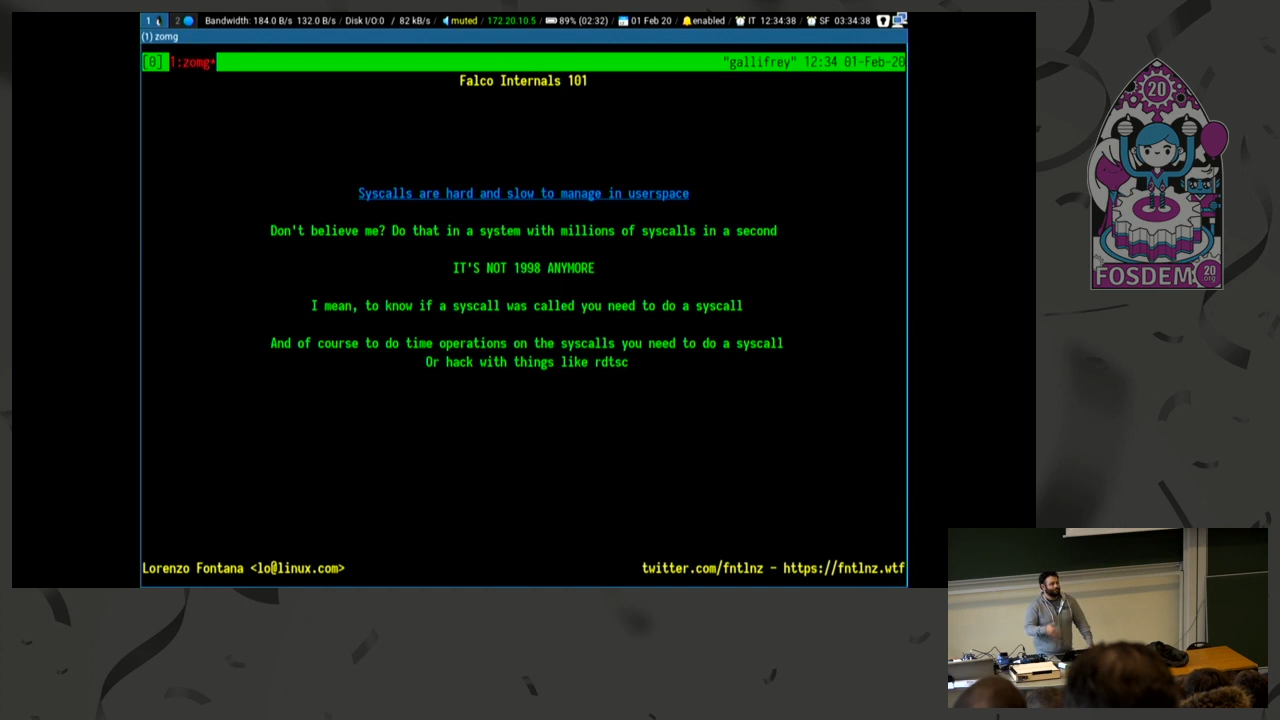 1 2 Bandwidth: 184.0 B/s 132.0 B/s / Disk I/O:0 / 82 kB/s / muted / 172.20.10.5 / 89% (02:32) / 01 Feb 20 / enabled / IT 12:34:38 / SF 03:34:38
(1) zomg
[0] 1:zomg* "gallifrey" 12:34 01-Feb-20
Falco Internals 101
Syscalls are hard and slow to manage in userspace
Don't believe me? Do that in a system with millions of syscalls in a second
IT'S NOT 1998 ANYMORE
I mean, to know if a syscall was called you need to do a syscall
And of course to do time operations on the syscalls you need to do a syscall
Or hack with things like rdtsc
Lorenzo Fontana <lo@linux.com> twitter.com/fntlnz - https://fntlnz.wtf
20
FOSDEM 20
.org